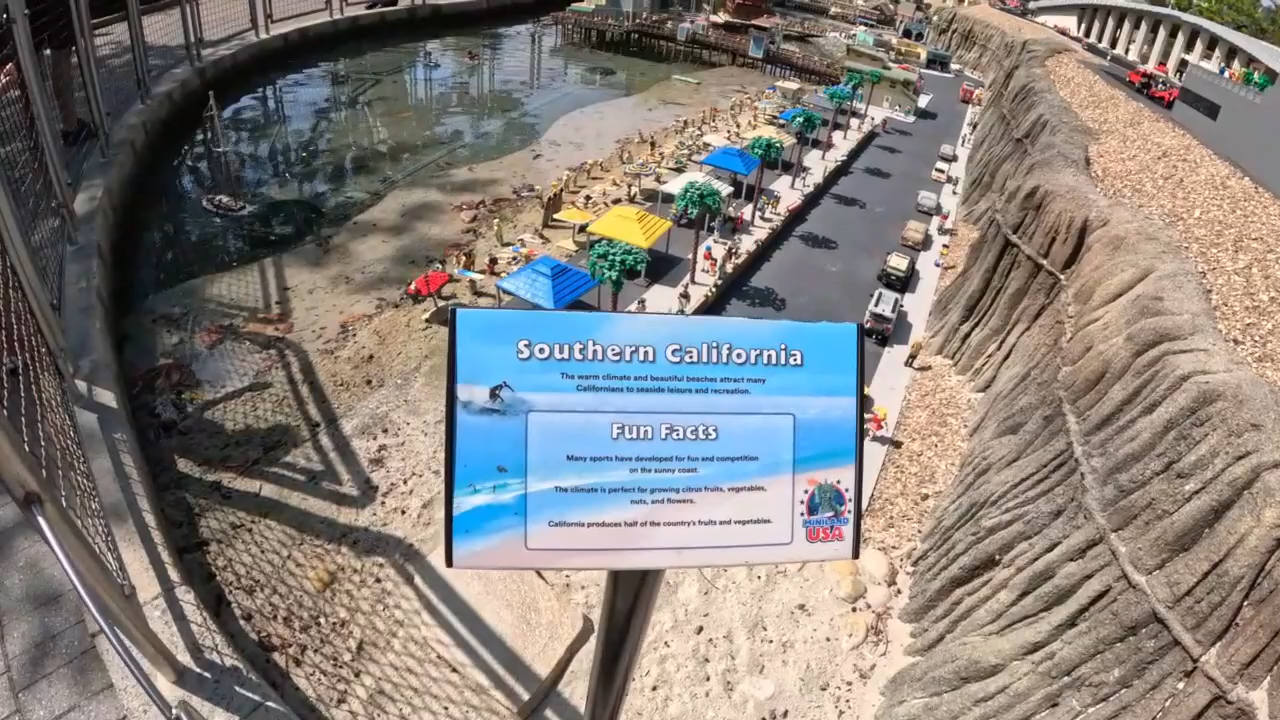 Southern California
The warm climate and beautiful beaches attract many
Californians to seaside leisure and recreation.
Fun Facts
Many sports have developed for fun and competition
on the sunny coast.
The climate is perfect for growing citrus fruits, vegetables,
nuts, and flowers.
California produces half of the country's fruits and vegetables.
MINILAND
USA